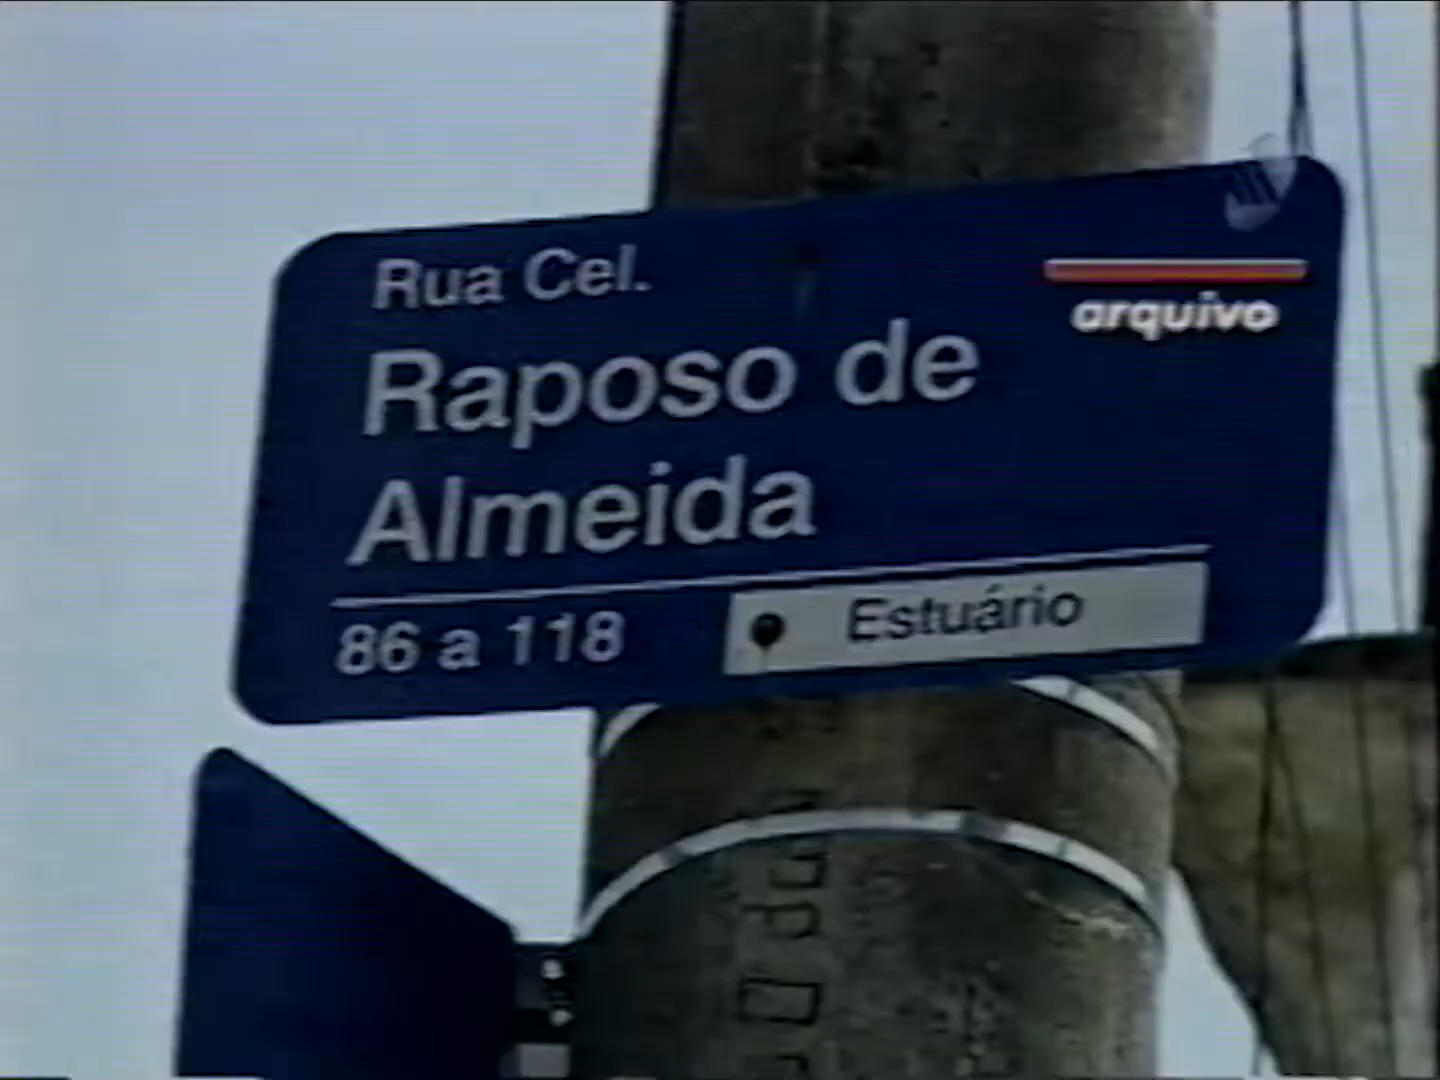 Rua Cel.
arquivo
Raposo de
Almeida
86 a 118
Estuário